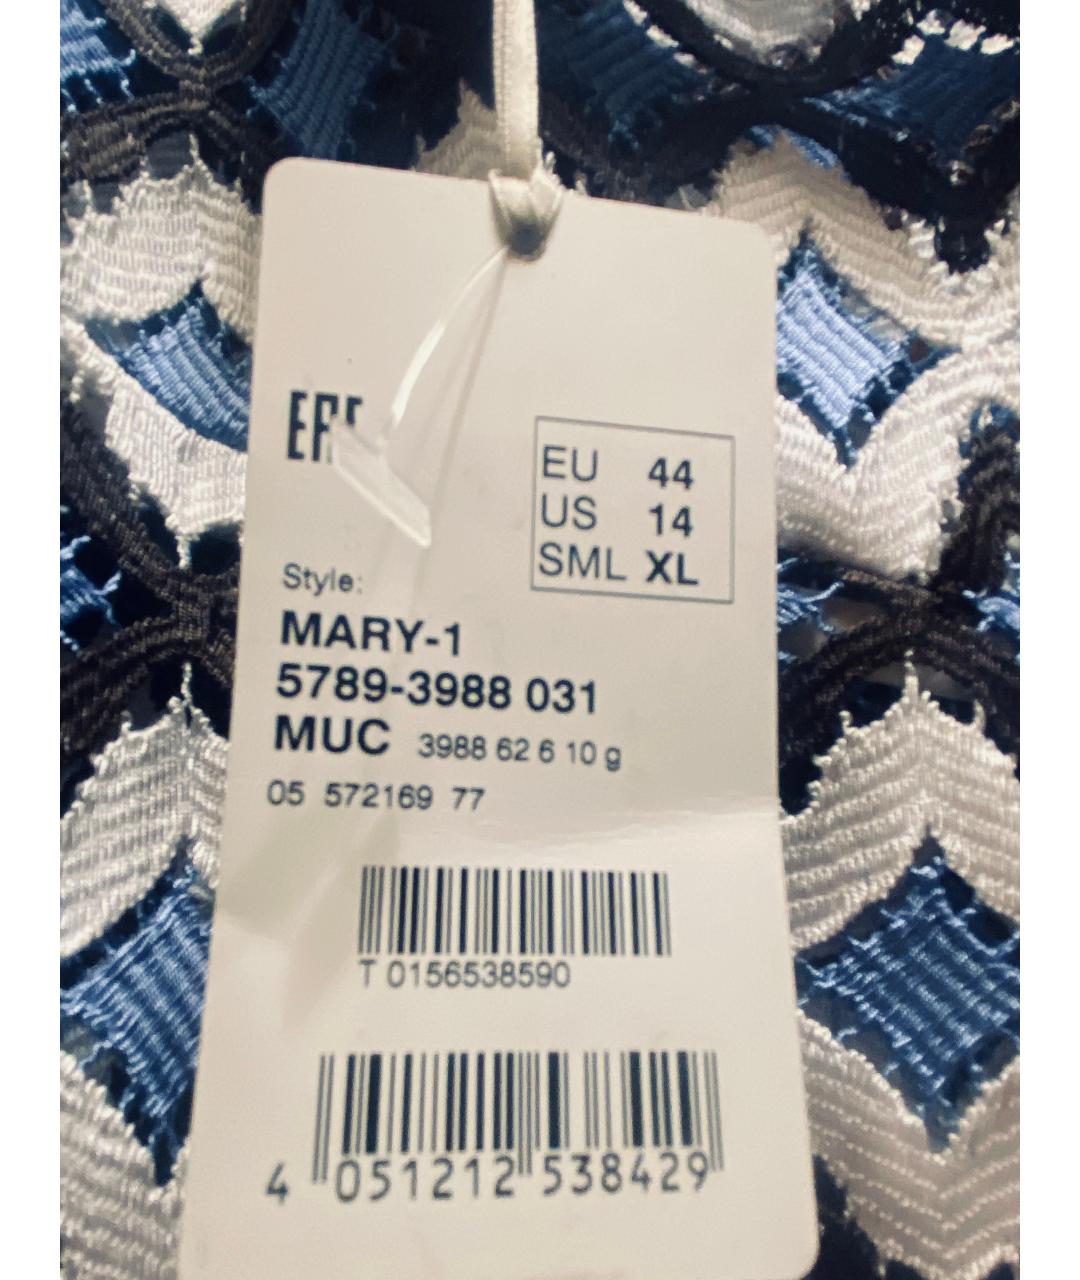 EU 44
US 14
SML XL
Style:
MARY-1
5789-3988 031
MUC 3988 62 6 10 g
05 572169 77
T 0156538590
4 051212 538429